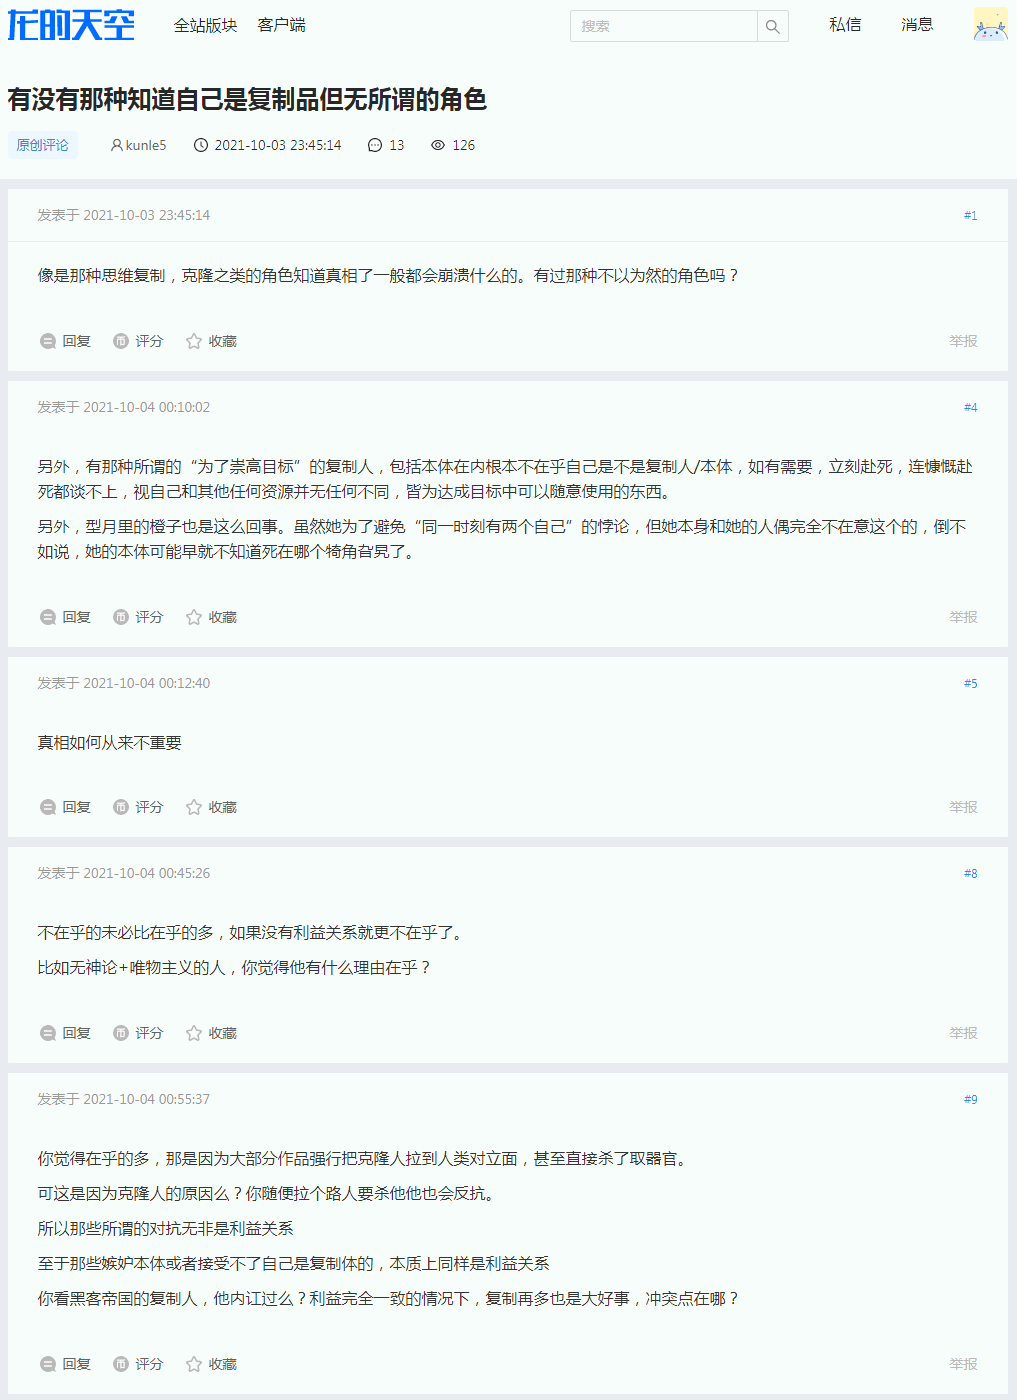 龙的天空 全站版块 客户端 搜索 私信 消息
有没有那种知道自己是复制品但无所谓的角色
原创评论 kunle5 2021-10-03 23:45:14 13 126
发表于 2021-10-03 23:45:14 #1
像是那种思维复制，克隆之类的角色知道真相了一般都会崩溃什么的。有过那种不以为然的角色吗？
回复 评分 收藏 举报
发表于 2021-10-04 00:10:02 #4
另外，有那种所谓的“为了崇高目标”的复制人，包括本体在内根本不在乎自己是不是复制人/本体，如有需要，立刻赴死，连慷慨赴
死都谈不上，视自己和其他任何资源并无任何不同，皆为达成目标中可以随意使用的东西。
另外，型月里的橙子也是这么回事。虽然她为了避免“同一时刻有两个自己”的悖论，但她本身和她的人偶完全不在意这个的，倒不
如说，她的本体可能早就不知道死在哪个犄角旮旯了。
回复 评分 收藏 举报
发表于 2021-10-04 00:12:40 #5
真相如何从来不重要
回复 评分 收藏 举报
发表于 2021-10-04 00:45:26 #8
不在乎的未必比在乎的多，如果没有利益关系就更不在乎了。
比如无神论+唯物主义的人，你觉得他有什么理由在乎？
回复 评分 收藏 举报
发表于 2021-10-04 00:55:37 #9
你觉得在乎的多，那是因为大部分作品强行把克隆人拉到人类对立面，甚至直接杀了取器官。
可这是因为克隆人的原因么？你随便拉个路人要杀他他也会反抗。
所以那些所谓的对抗无非是利益关系
至于那些嫉妒本体或者接受不了自己是复制体的，本质上同样是利益关系
你看黑客帝国的复制人，他内讧过么？利益完全一致的情况下，复制再多也是大好事，冲突点在哪？
回复 评分 收藏 举报